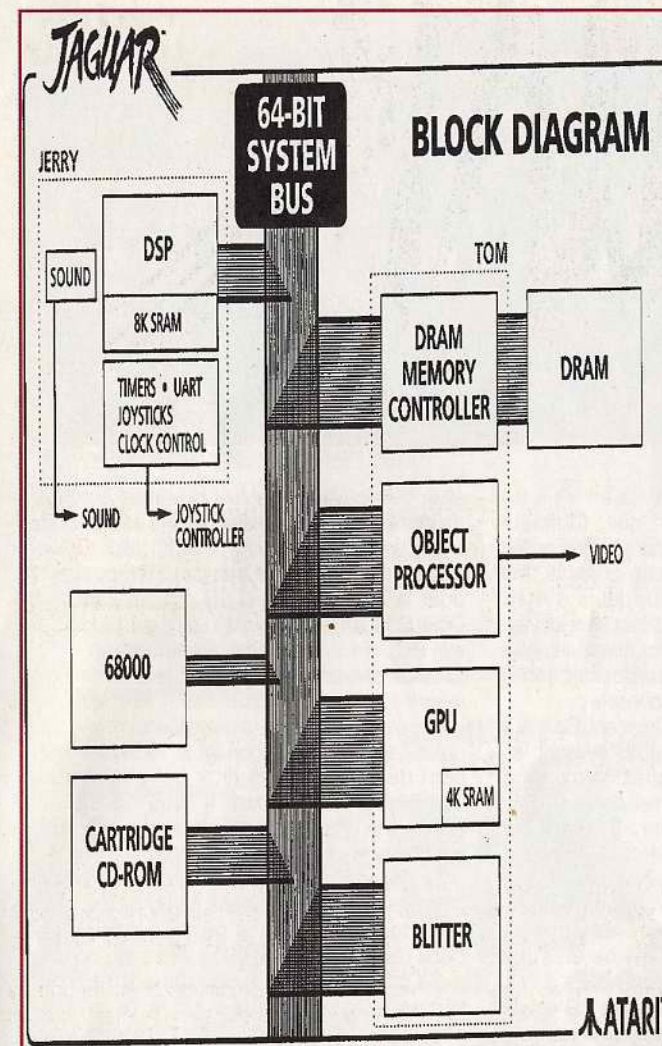 JAGUAR
64-BIT
SYSTEM
BUS
BLOCK DIAGRAM
JERRY
DSP
SOUND
8K SRAM
TIMERS • UART
JOYSTICKS
CLOCK CONTROL
SOUND
JOYSTICK
CONTROLLER
68000
CARTRIDGE
CD-ROM
TOM
DRAM
MEMORY
CONTROLLER
DRAM
OBJECT
PROCESSOR
VIDEO
GPU
4K SRAM
BLITTER
ATARI